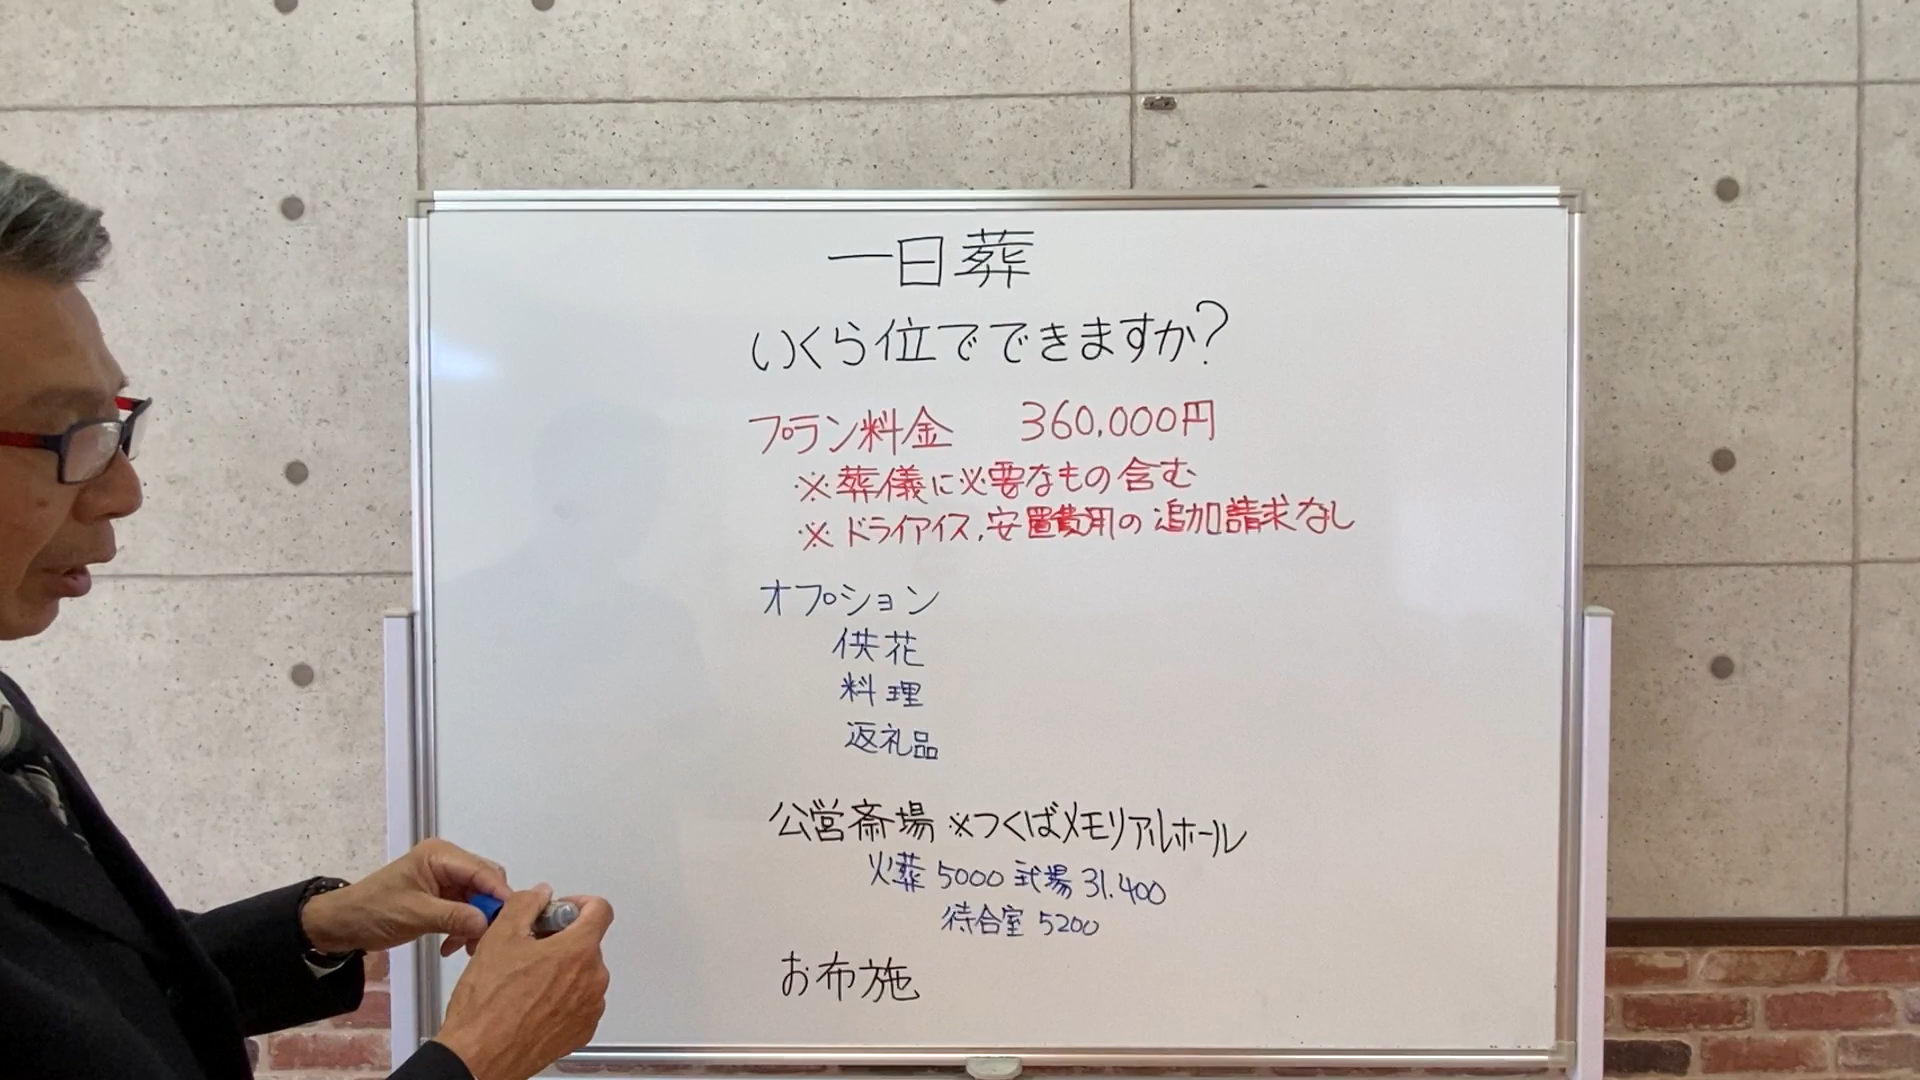 一日葬
いくら位でできますか?
プラン料金 360,000円
※葬儀に必要なもの含む
※ドライアイス,安置費用の追加請求なし
オプション
供花
料理
返礼品
公営斎場 ※つくばメモリアルホール
火葬 5000 式場 31.400
待合室 5200
お布施